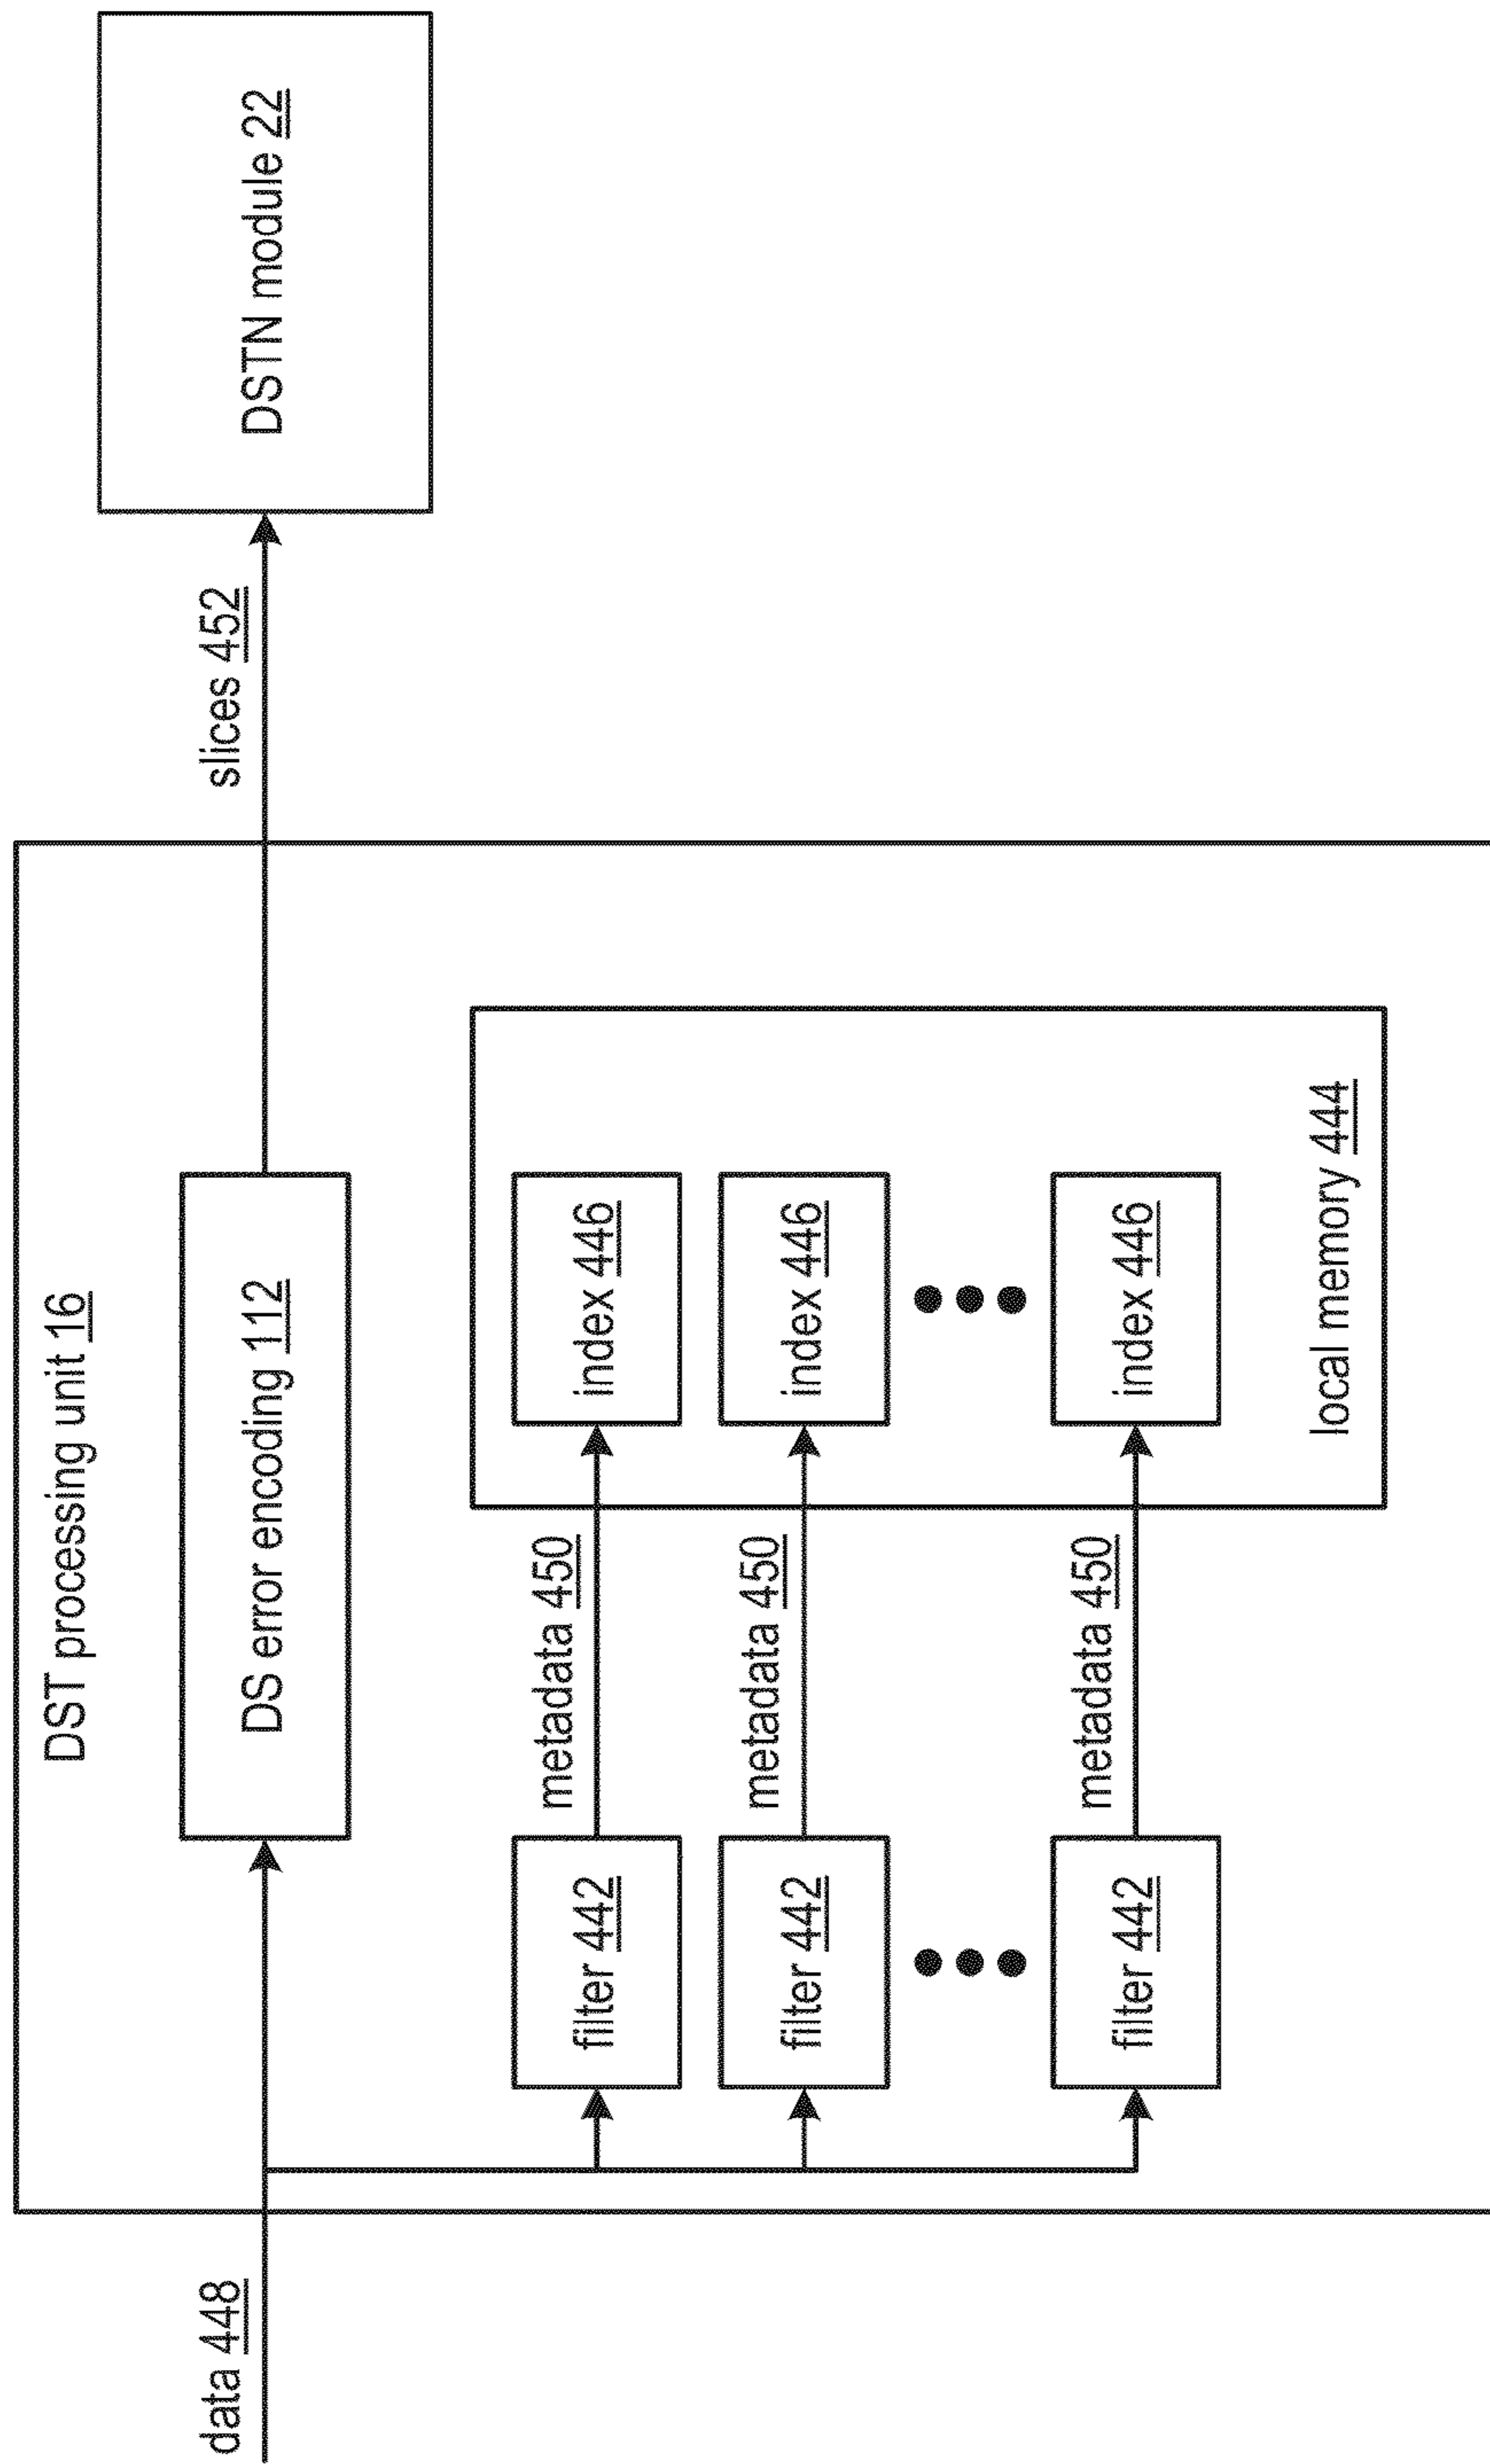 data 448
DST processing unit 16
DS error encoding 112
slices 452
DSTN module 22
filter 442
metadata 450
index 446
filter 442
metadata 450
index 446
filter 442
metadata 450
index 446
local memory 444